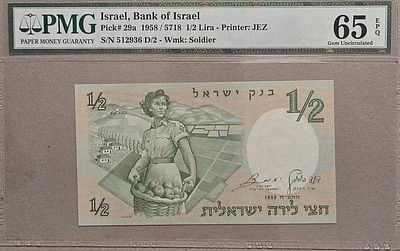 PMG
PAPER MONEY GUARANTY
Israel, Bank of Israel
Pick# 29a 1958 / 5718 1/2 Lira - Printer: JEZ
S/N 512936 D/2 - Wmk: Soldier
65 EPQ
Gem Uncirculated
1/2
בנק ישראל
1/2
1/2
1958 התשי"ח
חצי לירה ישראלית